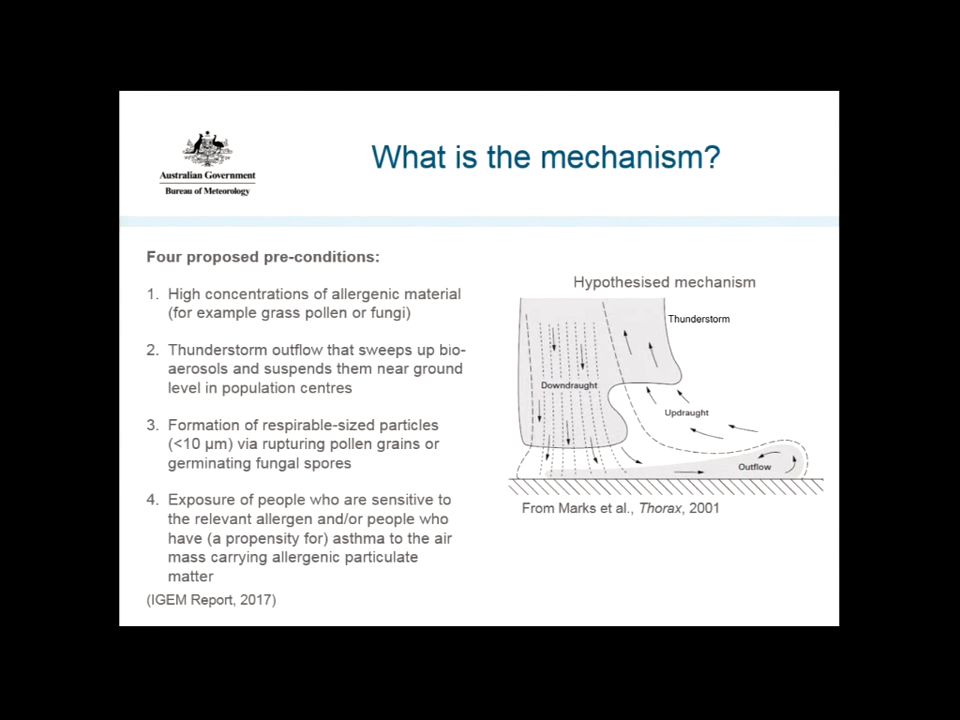 Australian Government
Bureau of Meteorology
What is the mechanism?
Four proposed pre-conditions:
1. High concentrations of allergenic material
(for example grass pollen or fungi)
2. Thunderstorm outflow that sweeps up bio-
aerosols and suspends them near ground
level in population centres
3. Formation of respirable-sized particles
(<10 µm) via rupturing pollen grains or
germinating fungal spores
4. Exposure of people who are sensitive to
the relevant allergen and/or people who
have (a propensity for) asthma to the air
mass carrying allergenic particulate
matter
(IGEM Report, 2017)
Hypothesised mechanism
Thunderstorm
Downdraught
Updraught
Outflow
From Marks et al., Thorax, 2001